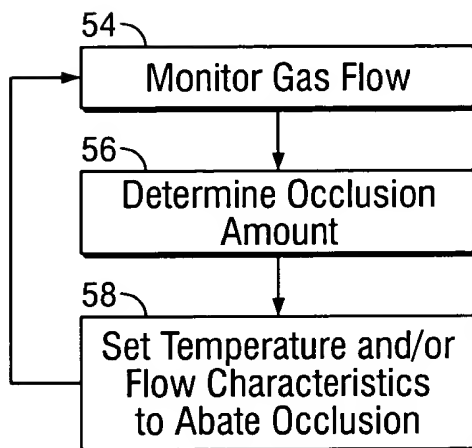 54
Monitor Gas Flow
56
Determine Occlusion
Amount
58
Set Temperature and/or
Flow Characteristics
to Abate Occlusion